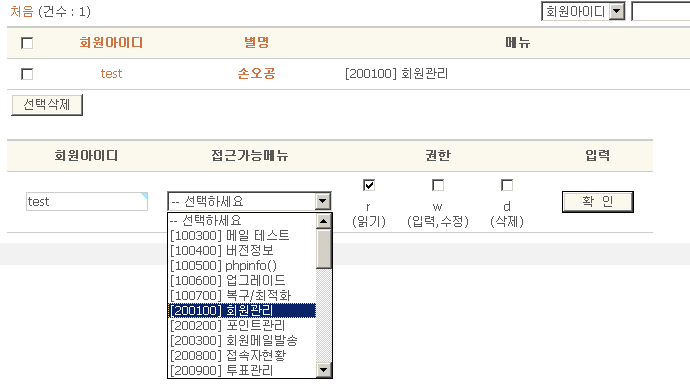 처음 (건수 : 1) 회원아이디
회원아이디 별명 메뉴
test 손오공 [200100] 회원관리
선택삭제
회원아이디 접근가능메뉴 권한 입력
test -- 선택하세요 r (읽기) w (입력,수정) d (삭제) 확 인
-- 선택하세요
[100300] 메일 테스트
[100400] 버전정보
[100500] phpinfo()
[100600] 업그레이드
[100700] 복구/최적화
[200100] 회원관리
[200200] 포인트관리
[200300] 회원메일발송
[200800] 접속자현황
[200900] 투표관리